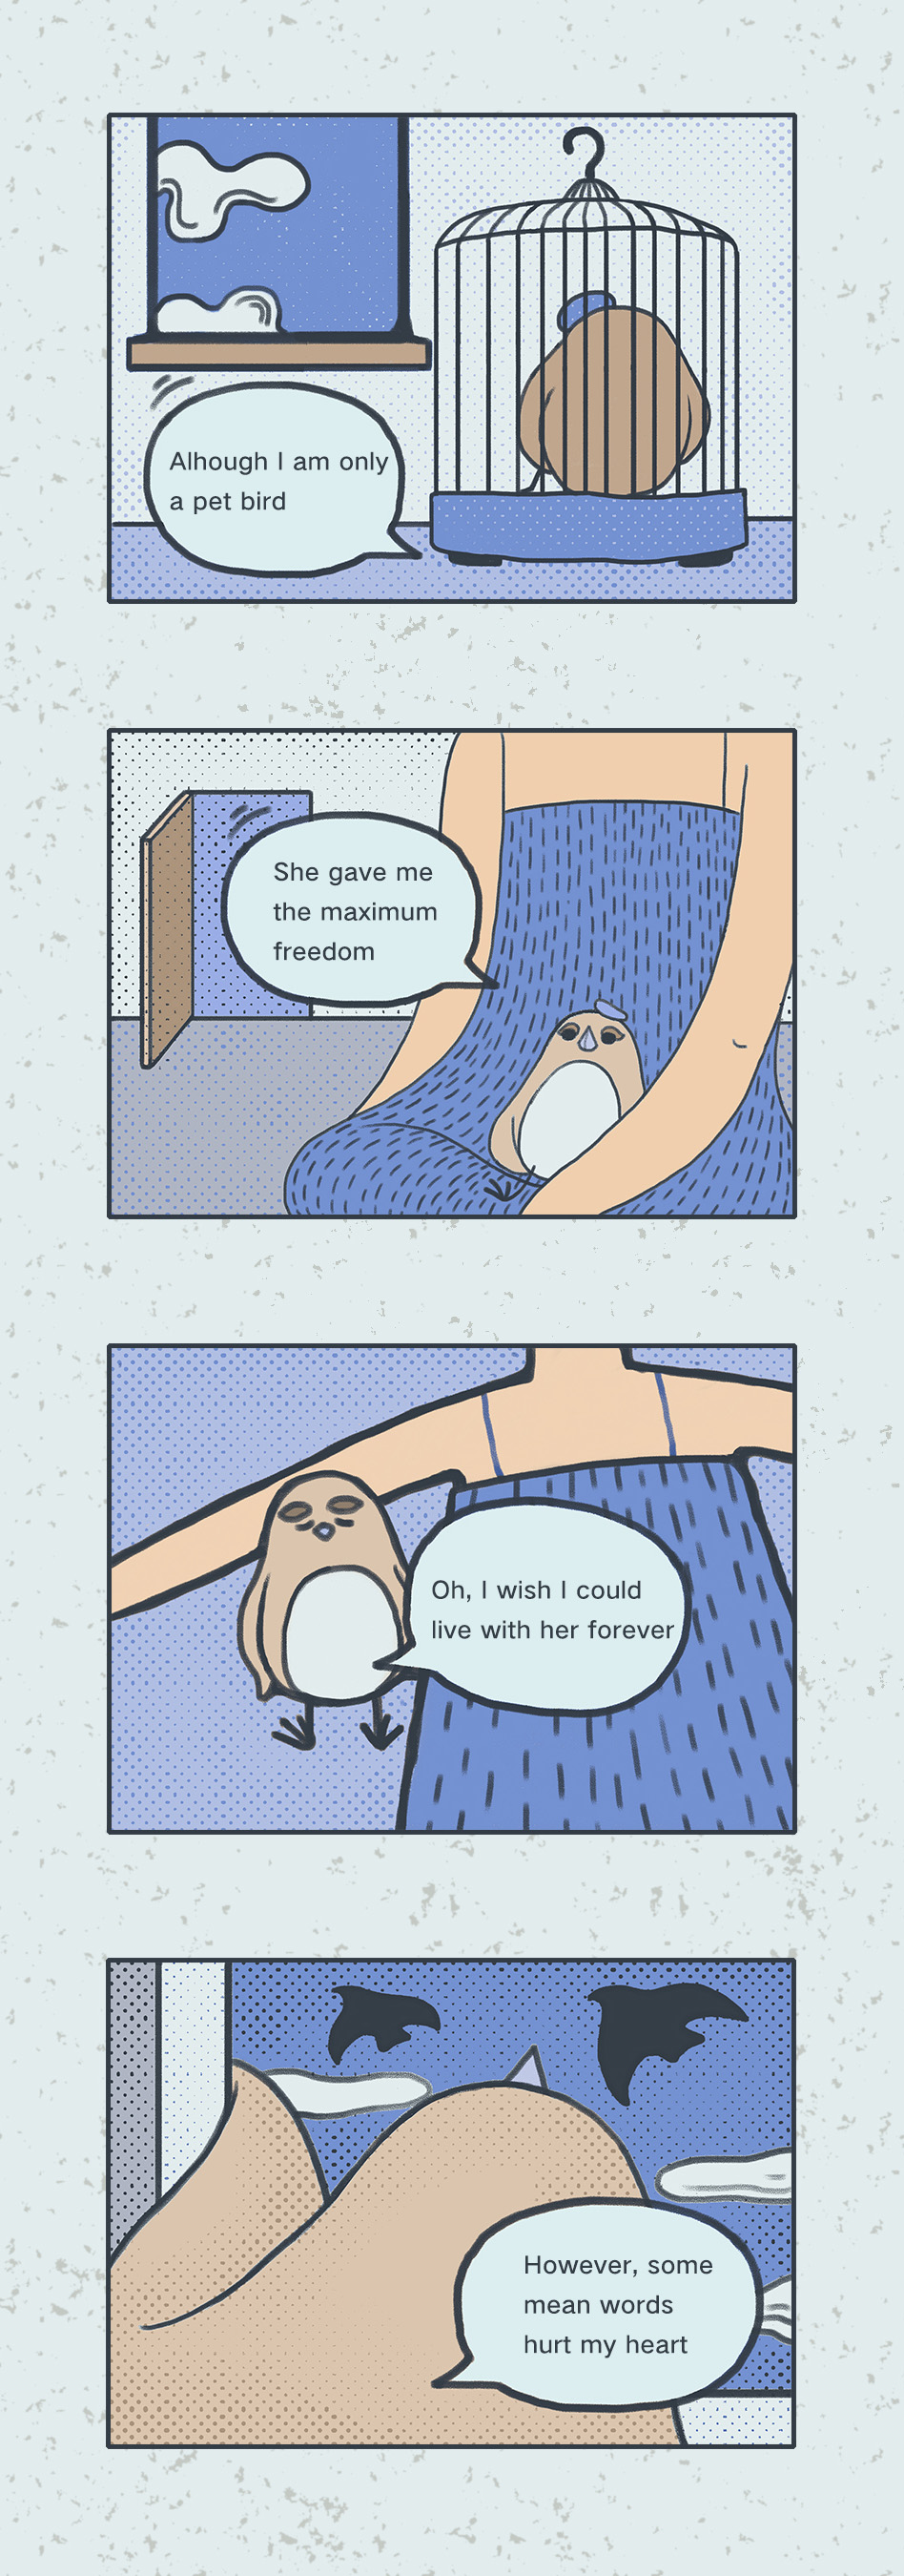 Alhough I am only
a pet bird
She gave me
the maximum
freedom
Oh, I wish I could
live with her forever
However, some
mean words
hurt my heart